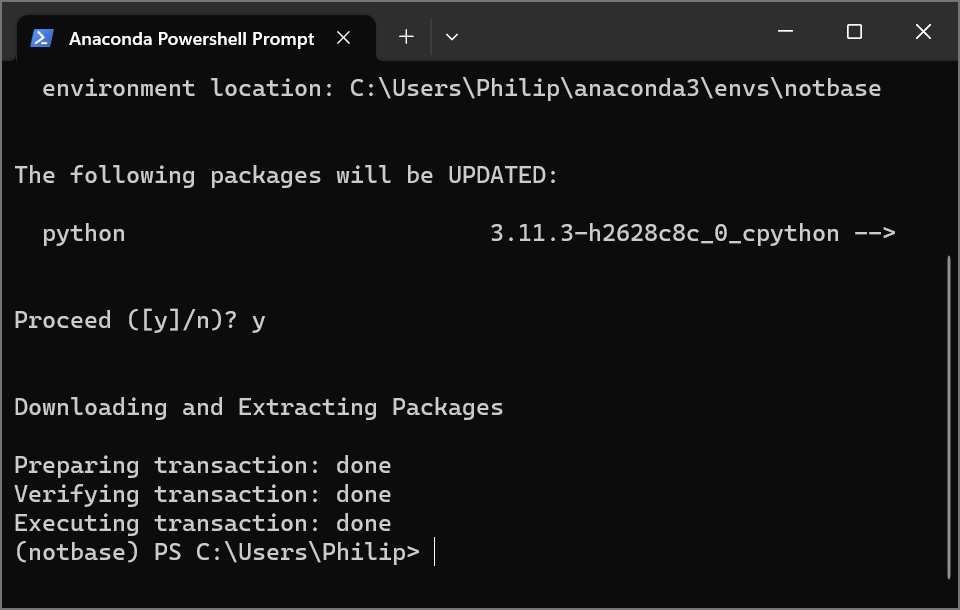 Anaconda Powershell Prompt
environment location: C:\Users\Philip\anaconda3\envs\notbase
The following packages will be UPDATED:
python 3.11.3-h2628c8c_0_cpython -->
Proceed ([y]/n)? y
Downloading and Extracting Packages
Preparing transaction: done
Verifying transaction: done
Executing transaction: done
(notbase) PS C:\Users\Philip>